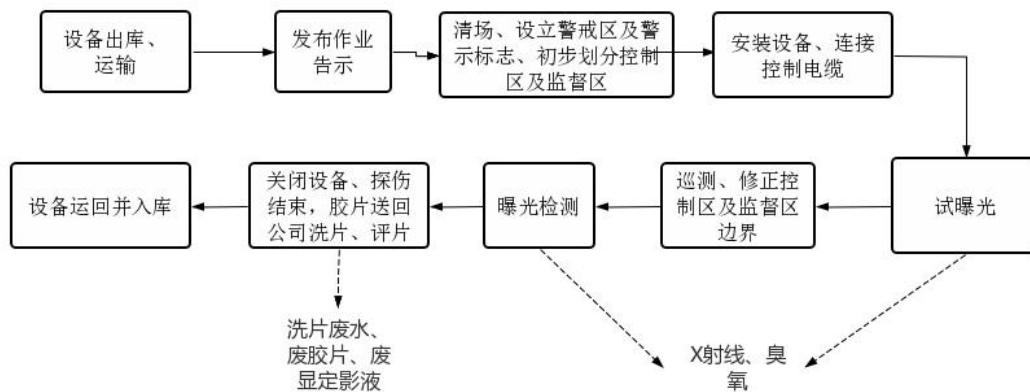 设备出库、
运输
发布作业
告示
清场、设立警戒区及警
示标志、初步划分控制
区及监督区
安装设备、连接
控制电缆
设备运回并入库
关闭设备、探伤
结束，胶片送回
公司洗片、评片
曝光检测
巡测、修正控
制区及监督区
边界
试曝光
洗片废水、
废胶片、废
显定影液
X射线、臭
氧